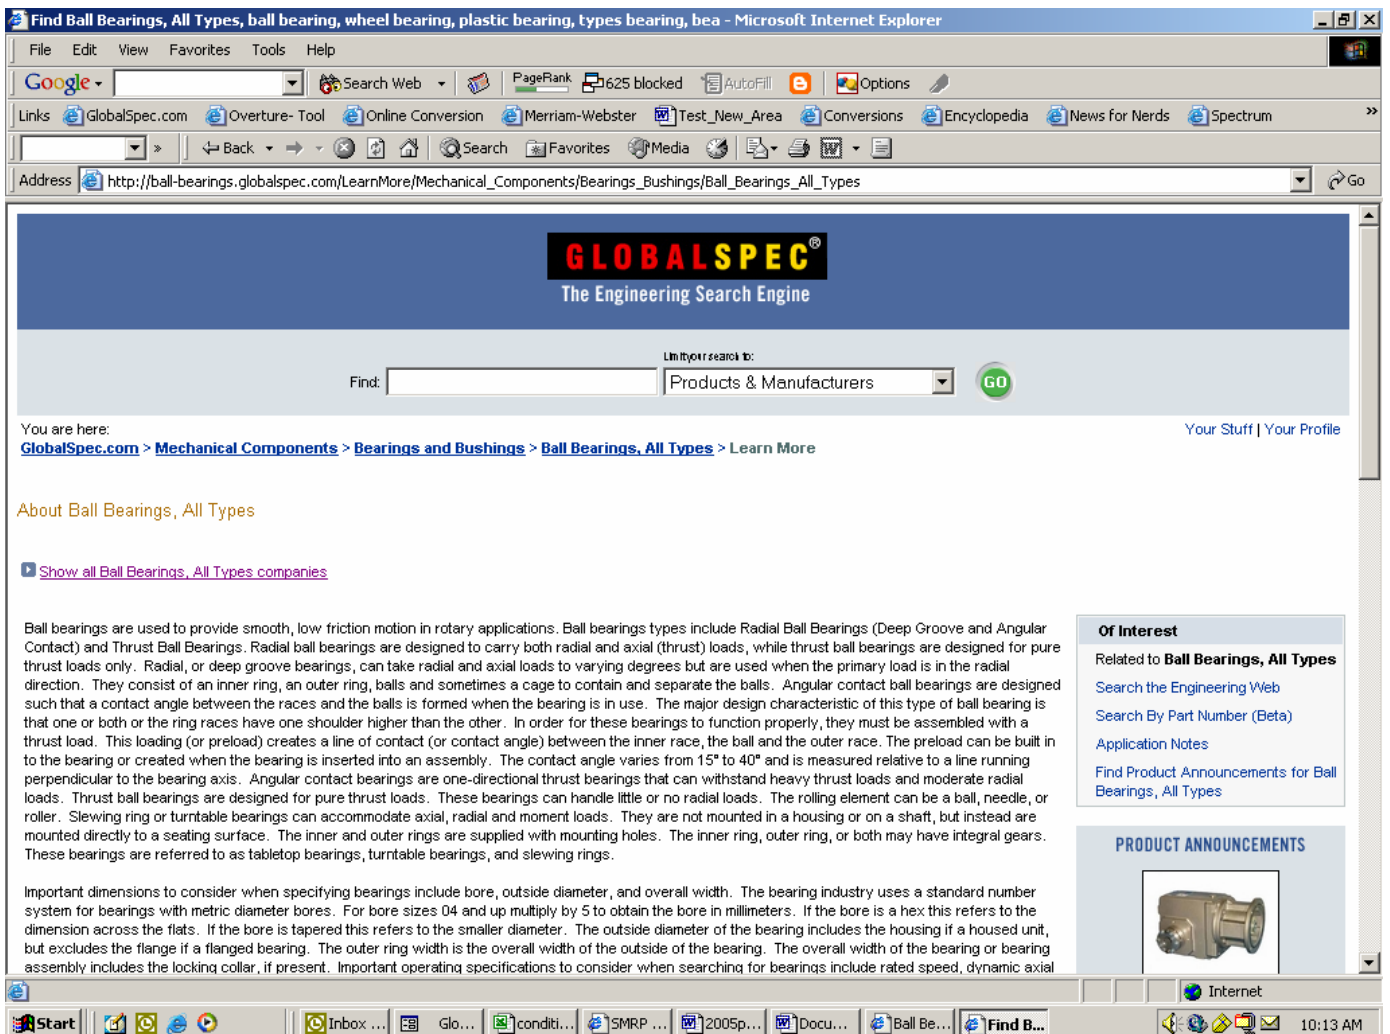 Find Ball Bearings, All Types, ball bearing, wheel bearing, plastic bearing, types bearing, bea - Microsoft Internet Explorer
File Edit View Favorites Tools Help
Google Search Web PageRank 625 blocked AutoFill Options
Links GlobalSpec.com Overture- Tool Online Conversion Merriam-Webster Test_New_Area Conversions Encyclopedia News for Nerds Spectrum »
» Back Search Favorites Media
Address http://ball-bearings.globalspec.com/LearnMore/Mechanical_Components/Bearings_Bushings/Ball_Bearings_All_Types Go
GLOBALSPEC®
The Engineering Search Engine
Limit your search to:
Find: Products & Manufacturers GO
You are here:
Your Stuff | Your Profile
GlobalSpec.com > Mechanical Components > Bearings and Bushings > Ball Bearings, All Types > Learn More
About Ball Bearings, All Types
Show all Ball Bearings, All Types companies
Ball bearings are used to provide smooth, low friction motion in rotary applications. Ball bearings types include Radial Ball Bearings (Deep Groove and Angular
Contact) and Thrust Ball Bearings. Radial ball bearings are designed to carry both radial and axial (thrust) loads, while thrust ball bearings are designed for pure
thrust loads only. Radial, or deep groove bearings, can take radial and axial loads to varying degrees but are used when the primary load is in the radial
direction. They consist of an inner ring, an outer ring, balls and sometimes a cage to contain and separate the balls. Angular contact ball bearings are designed
such that a contact angle between the races and the balls is formed when the bearing is in use. The major design characteristic of this type of ball bearing is
that one or both or the ring races have one shoulder higher than the other. In order for these bearings to function properly, they must be assembled with a
thrust load. This loading (or preload) creates a line of contact (or contact angle) between the inner race, the ball and the outer race. The preload can be built in
to the bearing or created when the bearing is inserted into an assembly. The contact angle varies from 15° to 40° and is measured relative to a line running
perpendicular to the bearing axis. Angular contact bearings are one-directional thrust bearings that can withstand heavy thrust loads and moderate radial
loads. Thrust ball bearings are designed for pure thrust loads. These bearings can handle little or no radial loads. The rolling element can be a ball, needle, or
roller. Slewing ring or turntable bearings can accommodate axial, radial and moment loads. They are not mounted in a housing or on a shaft, but instead are
mounted directly to a seating surface. The inner and outer rings are supplied with mounting holes. The inner ring, outer ring, or both may have integral gears.
These bearings are referred to as tabletop bearings, turntable bearings, and slewing rings.
Important dimensions to consider when specifying bearings include bore, outside diameter, and overall width. The bearing industry uses a standard number
system for bearings with metric diameter bores. For bore sizes 04 and up multiply by 5 to obtain the bore in millimeters. If the bore is a hex this refers to the
dimension across the flats. If the bore is tapered this refers to the smaller diameter. The outside diameter of the bearing includes the housing if a housed unit,
but excludes the flange if a flanged bearing. The outer ring width is the overall width of the outside of the bearing. The overall width of the bearing or bearing
assembly includes the locking collar, if present. Important operating specifications to consider when searching for bearings include rated speed, dynamic axial
Of Interest
Related to Ball Bearings, All Types
Search the Engineering Web
Search By Part Number (Beta)
Application Notes
Find Product Announcements for Ball
Bearings, All Types
PRODUCT ANNOUNCEMENTS
Internet
Start Inbox ... Glo... conditi... SMRP ... 2005p... Docu... Ball Be... Find B... 10:13 AM